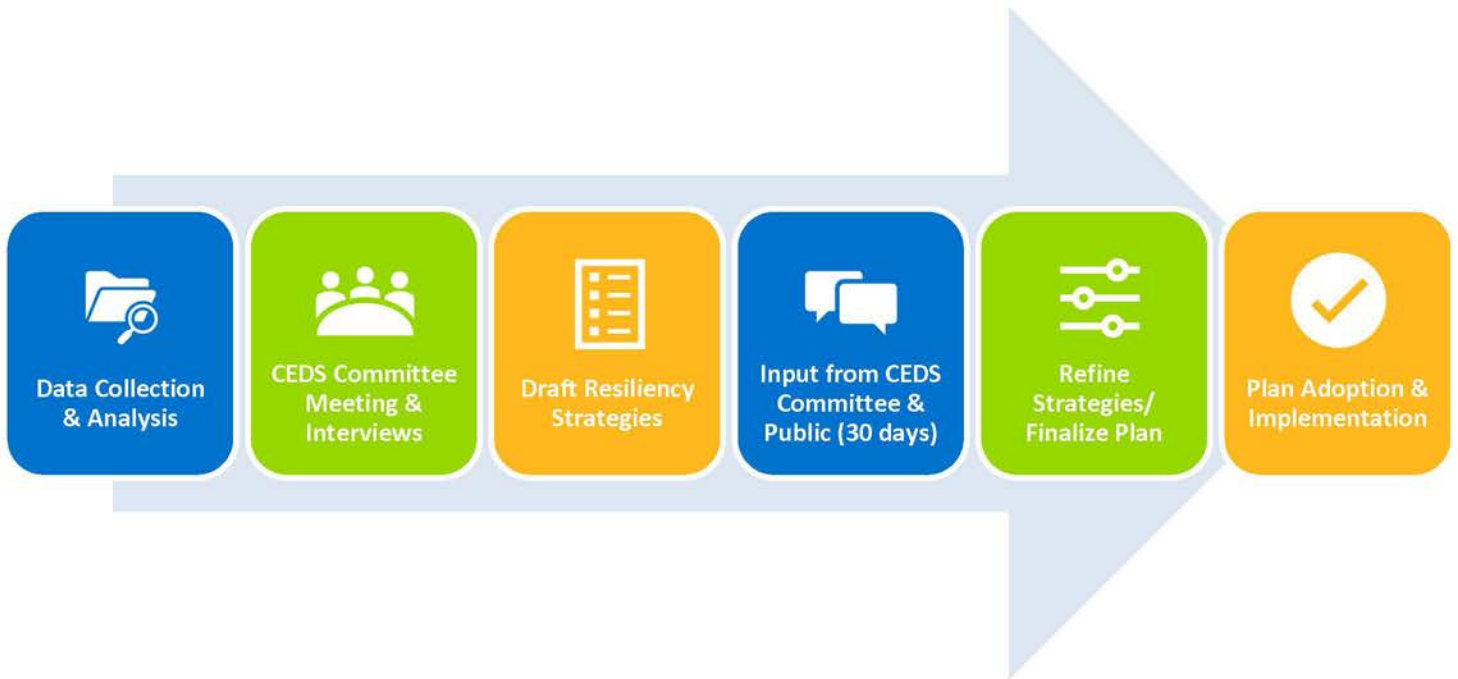 Data Collection
& Analysis
CEDS Committee
Meeting &
Interviews
Draft Resiliency
Strategies
Input from CEDS
Committee &
Public (30 days)
Refine
Strategies/
Finalize Plan
Plan Adoption &
Implementation